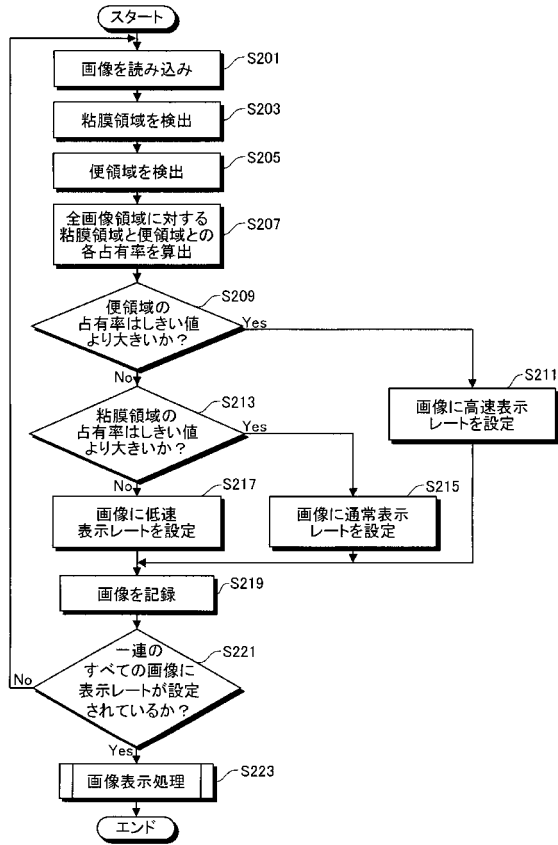 スタート
画像を読み込み
S201
粘膜領域を検出
S203
便領域を検出
S205
全画像領域に対する
粘膜領域と便領域との
各占有率を算出
S207
便領域の
占有率はしきい値
より大きいか?
S209
Yes
No
画像に高速表示
レートを設定
S211
粘膜領域の
占有率はしきい値
より大きいか?
S213
Yes
No
画像に低速
表示レートを設定
S217
画像に通常表示
レートを設定
S215
画像を記録
S219
一連の
すべての画像に
表示レートが設定
されているか?
S221
No
Yes
画像表示処理
S223
エンド